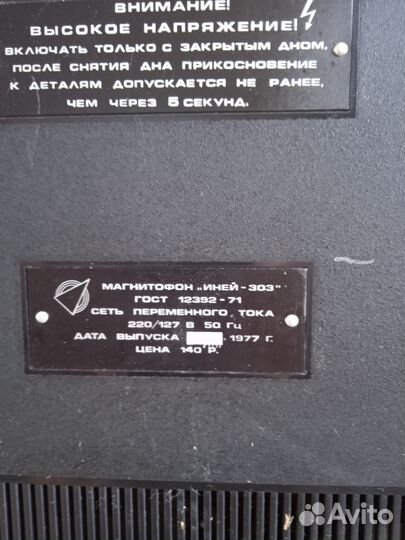 ВНИМАНИЕ!
ВЫСОКОЕ НАПРЯЖЕНИЕ!
ВКЛЮЧАТЬ ТОЛЬКО С ЗАКРЫТЫМ ДНОМ,
ПОСЛЕ СНЯТИЯ ДНА ПРИКОСНОВЕНИЕ
К ДЕТАЛЯМ ДОПУСКАЕТСЯ НЕ РАНЕЕ,
ЧЕМ ЧЕРЕЗ 5 СЕКУНД.
МАГНИТОФОН „ИНЕЙ-303"
ГОСТ 12392-71
СЕТЬ ПЕРЕМЕННОГО ТОКА
220/127 В 50 Гц
ДАТА ВЫПУСКА 1977 Г.
ЦЕНА 140 Р.
Avito